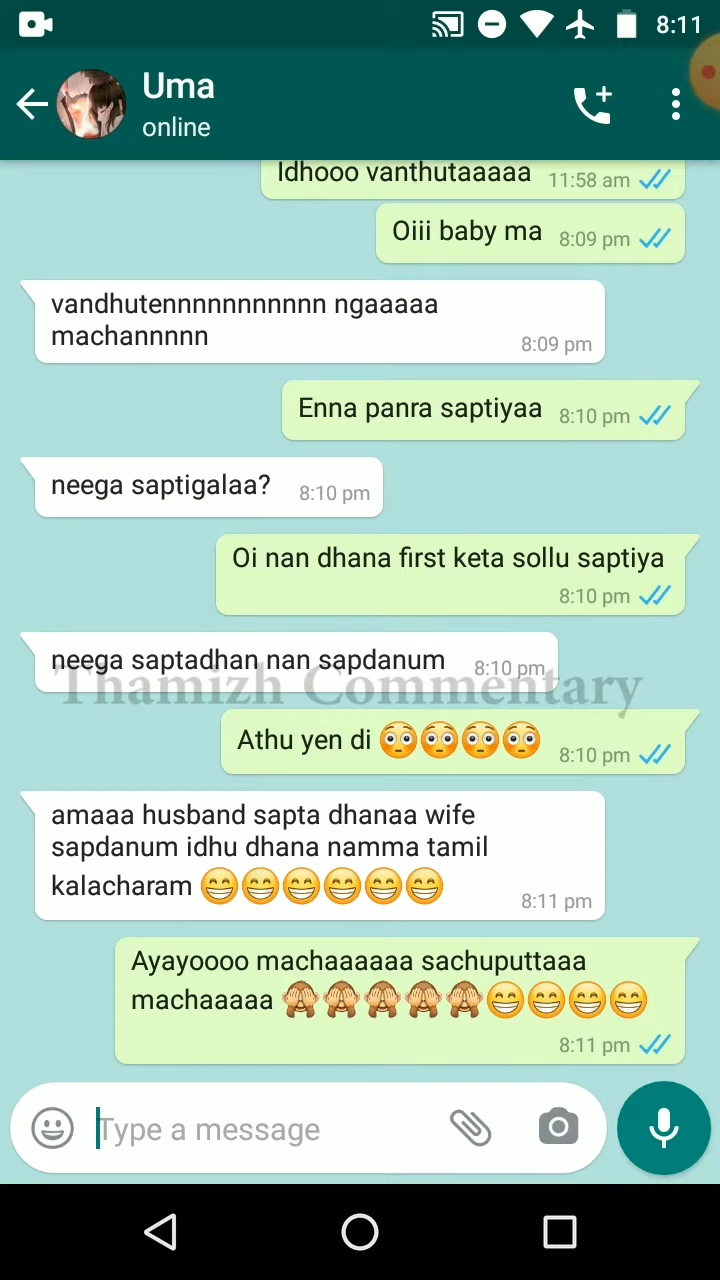 8:11
Uma
online
Idhooo vanthutaaaaa 11:58 am
Oiii baby ma 8:09 pm
vandhutennnnnnnnnnn ngaaaaa
machannnnn 8:09 pm
Enna panra saptiyaa 8:10 pm
neega saptigalaa? 8:10 pm
Oi nan dhana first keta sollu saptiya
8:10 pm
neega saptadhan nan sapdanum 8:10 pm
Thamizh Commentary
Athu yen di 😳😳😳😳 8:10 pm
amaaa husband sapta dhanaa wife
sapdanum idhu dhana namma tamil
kalacharam 😁😁😁😁😁😁 8:11 pm
Ayayoooo machaaaaaa sachuputtaaa
machaaaaa 🙈🙈🙈🙈🙈😁😁😁😁
8:11 pm
Type a message